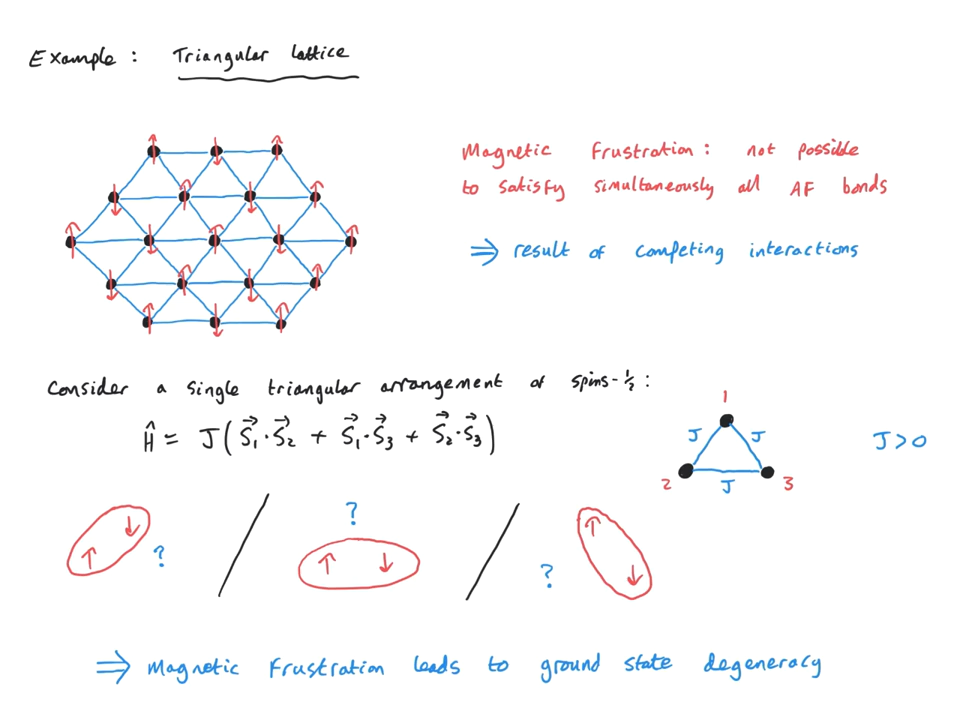 Example : Triangular lattice
Magnetic Frustration : not possible
to satisfy simultaneously all AF bonds
⇒ result of competing interactions
Consider a single triangular arrangement of spins-½ :
Ĥ = J(S⃗₁·S⃗₂ + S⃗₁·S⃗₃ + S⃗₂·S⃗₃)
1
J J
J > 0
2 J 3
?
? ?
⇒ Magnetic Frustration leads to ground state degeneracy